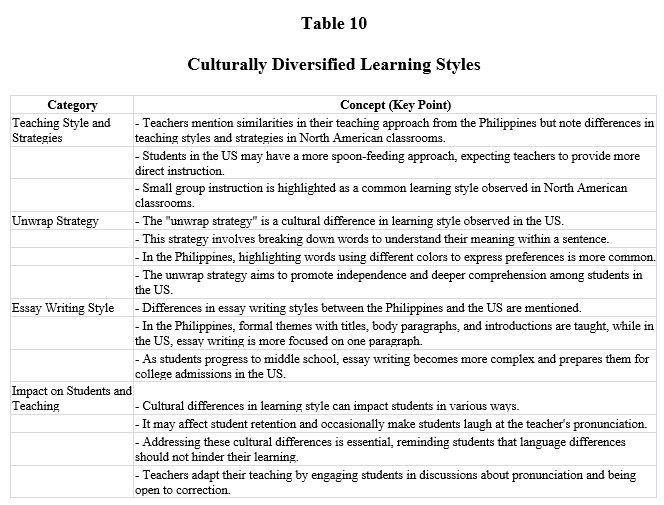 Table 10
Culturally Diversified Learning Styles
Category Concept (Key Point)
Teaching Style and Strategies
- Teachers mention similarities in their teaching approach from the Philippines but note differences in
teaching styles and strategies in North American classrooms.
- Students in the US may have a more spoon-feeding approach, expecting teachers to provide more
direct instruction.
- Small group instruction is highlighted as a common learning style observed in North American
classrooms.
Unwrap Strategy
- The "unwrap strategy" is a cultural difference in learning style observed in the US.
- This strategy involves breaking down words to understand their meaning within a sentence.
- In the Philippines, highlighting words using different colors to express preferences is more common.
- The unwrap strategy aims to promote independence and deeper comprehension among students in
the US.
Essay Writing Style
- Differences in essay writing styles between the Philippines and the US are mentioned.
- In the Philippines, formal themes with titles, body paragraphs, and introductions are taught, while in
the US, essay writing is more focused on one paragraph.
- As students progress to middle school, essay writing becomes more complex and prepares them for
college admissions in the US.
Impact on Students and
Teaching
- Cultural differences in learning style can impact students in various ways.
- It may affect student retention and occasionally make students laugh at the teacher's pronunciation.
- Addressing these cultural differences is essential, reminding students that language differences
should not hinder their learning.
- Teachers adapt their teaching by engaging students in discussions about pronunciation and being
open to correction.